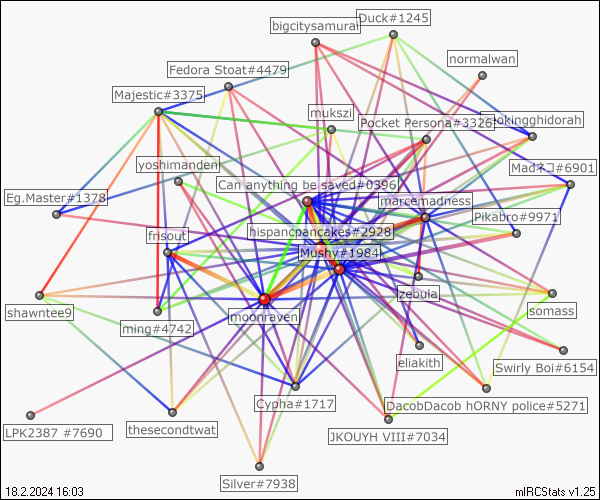 bigcitysamurai
Duck#1245
normalwan
Fedora Stoat#4479
Majestic#3375
mukszi
Pocket Persona#3326
smokingghidorah
yoshimanden
Madネコ#6901
Can anything be saved#0396
Eg.Master#1378
marcemadness
Pikabro#9971
hispancpancakes#2928
frisout
Mushy#1984
zebula
shawntee9
moonraven
somass
ming#4742
eliakith
Swirly Boi#6154
Cypha#1717
DacobDacob hORNY police#5271
LPK2387 #7690
thesecondtwat
JKOUYH VIII#7034
Silver#7938
18.2.2024 16:03
mIRCStats v1.25